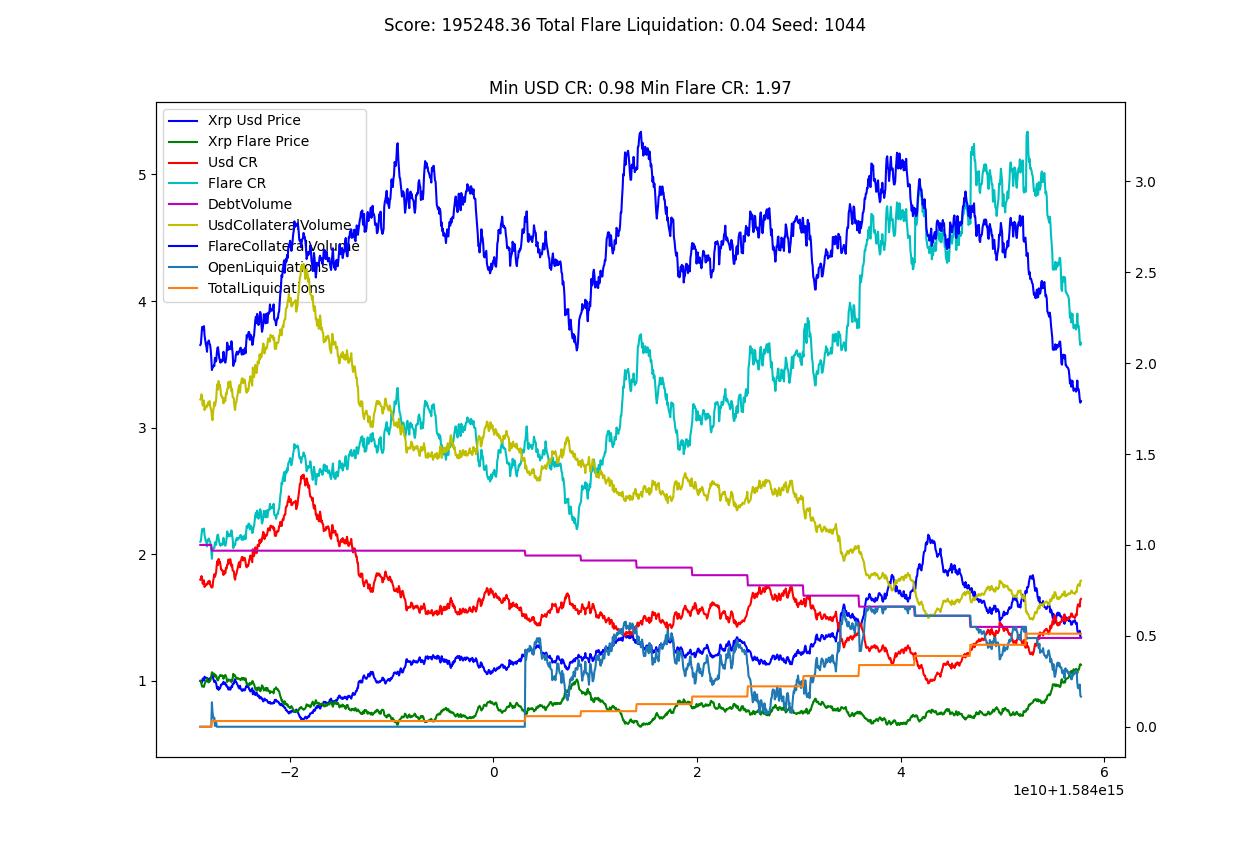 Score: 195248.36 Total Flare Liquidation: 0.04 Seed: 1044
Min USD CR: 0.98 Min Flare CR: 1.97
Xrp Usd Price
Xrp Flare Price
Usd CR
Flare CR
DebtVolume
UsdCollateralVolume
FlareCollateralVolume
OpenLiquidations
TotalLiquidations
5
4
3
2
1
3.0
2.5
2.0
1.5
1.0
0.5
0.0
−2
0
2
4
6
1e10+1.584e15